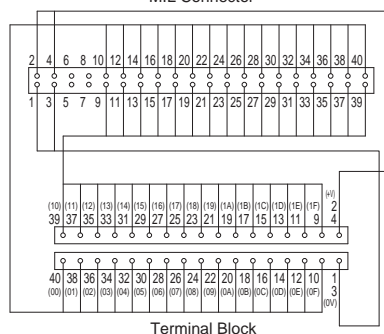 MIL Connector
2 4 6 8 10 12 14 16 18 20 22 24 26 28 30 32 34 36 38 40
1 3 5 7 9 11 13 15 17 19 21 23 25 27 29 31 33 35 37 39
(+V)
(10) (11) (12) (13) (14) (15) (16) (17) (18) (19) (1A) (1B) (1C) (1D) (1E) (1F) 2
39 37 35 33 31 29 27 25 23 21 19 17 15 13 11 9 4
40 38 36 34 32 30 28 26 24 22 20 18 16 14 12 10 1
(00) (01) (02) (03) (04) (05) (06) (07) (08) (09) (0A) (0B) (0C) (0D) (0E) (0F) 3
(0V)
Terminal Block